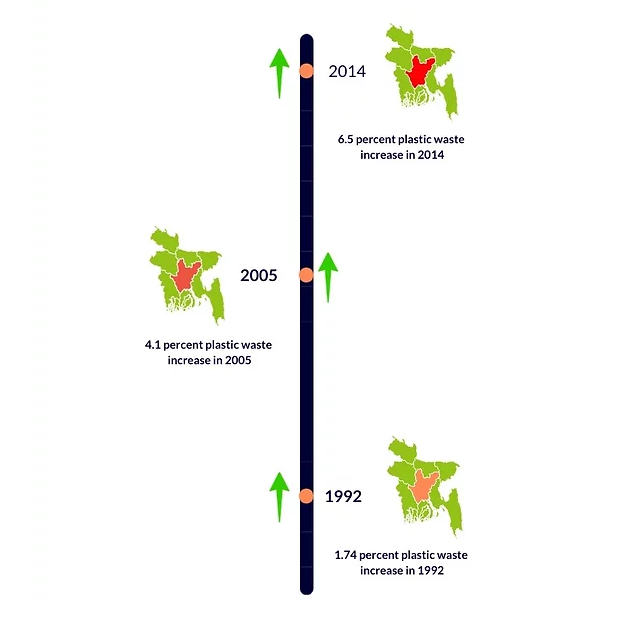 2014
6.5 percent plastic waste
increase in 2014
2005
4.1 percent plastic waste
increase in 2005
1992
1.74 percent plastic waste
increase in 1992